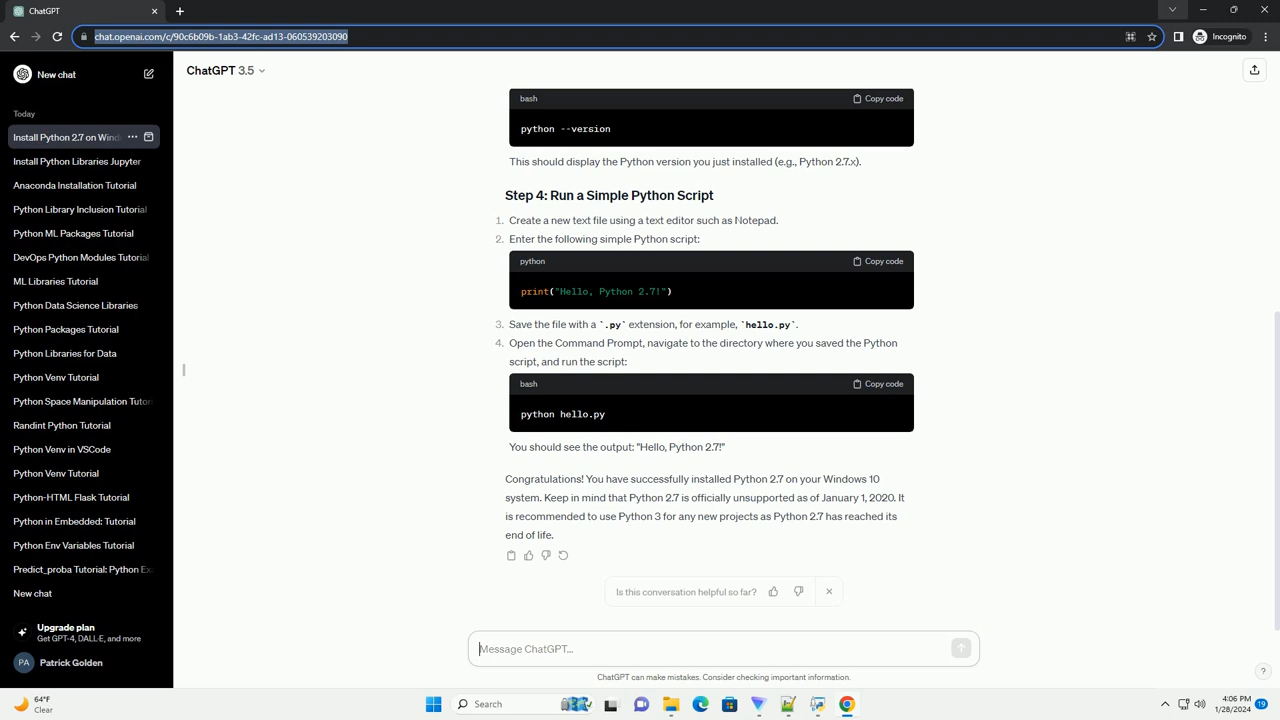 ChatGPT
chat.openai.com/c/90c6b09b-1ab3-42fc-ad13-060539203090
Incognito
New chat
Today
Install Python 2.7 on Wind
Install Python Libraries Jupyter
Anaconda Installation Tutorial
Python Library Inclusion Tutorial
Python ML Packages Tutorial
DevOps Python Modules Tutorial
ML Libraries Tutorial
Python Data Science Libraries
Python Packages Tutorial
Python Libraries for Data
Python Venv Tutorial
Python Space Manipulation Tutori
Randint Python Tutorial
Python Venv in VSCode
Python Venv Tutorial
Python-HTML Flask Tutorial
Python in Embedded: Tutorial
Python Env Variables Tutorial
Predict_proba Tutorial: Python Ex
New chat
Upgrade plan
Get GPT-4, DALL·E, and more
PA
Patrick Golden
ChatGPT 3.5
bash
Copy code
python --version
This should display the Python version you just installed (e.g., Python 2.7.x).
Step 4: Run a Simple Python Script
1. Create a new text file using a text editor such as Notepad.
2. Enter the following simple Python script:
python
Copy code
print("Hello, Python 2.7!")
3. Save the file with a `.py` extension, for example, `hello.py`.
4. Open the Command Prompt, navigate to the directory where you saved the Python
script, and run the script:
bash
Copy code
python hello.py
You should see the output: "Hello, Python 2.7!"
Congratulations! You have successfully installed Python 2.7 on your Windows 10
system. Keep in mind that Python 2.7 is officially unsupported as of January 1, 2020. It
is recommended to use Python 3 for any new projects as Python 2.7 has reached its
end of life.
Is this conversation helpful so far?
Message ChatGPT...
ChatGPT can make mistakes. Consider checking important information.
?
64°F
Clear
Search
4:06 PM
1/28/2024
19